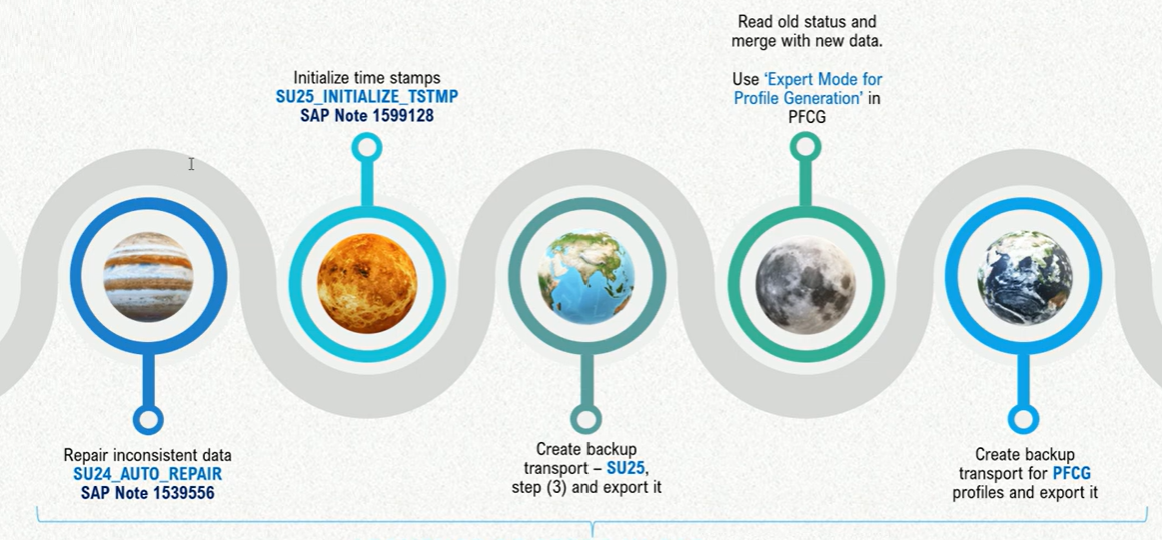 Repair inconsistent data
SU24_AUTO_REPAIR
SAP Note 1539556
Initialize time stamps
SU25_INITIALIZE_TSTMP
SAP Note 1599128
Create backup
transport – SU25,
step (3) and export it
Read old status and
merge with new data.
Use ‘Expert Mode for
Profile Generation’ in
PFCG
Create backup
transport for PFCG
profiles and export it